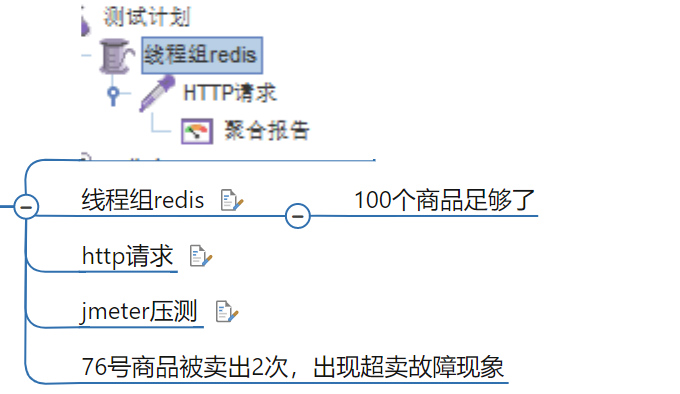 测试计划
线程组redis
HTTP请求
聚合报告
线程组redis
100个商品足够了
http请求
jmeter压测
76号商品被卖出2次，出现超卖故障现象